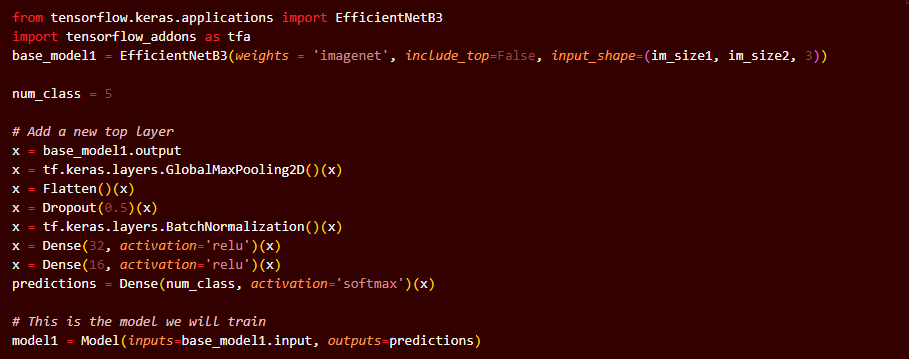 from tensorflow.keras.applications import EfficientNetB3
import tensorflow_addons as tfa
base_model1 = EfficientNetB3(weights = 'imagenet', include_top=False, input_shape=(im_size1, im_size2, 3))
num_class = 5
# Add a new top layer
x = base_model1.output
x = tf.keras.layers.GlobalMaxPooling2D()(x)
x = Flatten()(x)
x = Dropout(0.5)(x)
x = tf.keras.layers.BatchNormalization()(x)
x = Dense(32, activation='relu')(x)
x = Dense(16, activation='relu')(x)
predictions = Dense(num_class, activation='softmax')(x)
# This is the model we will train
model1 = Model(inputs=base_model1.input, outputs=predictions)